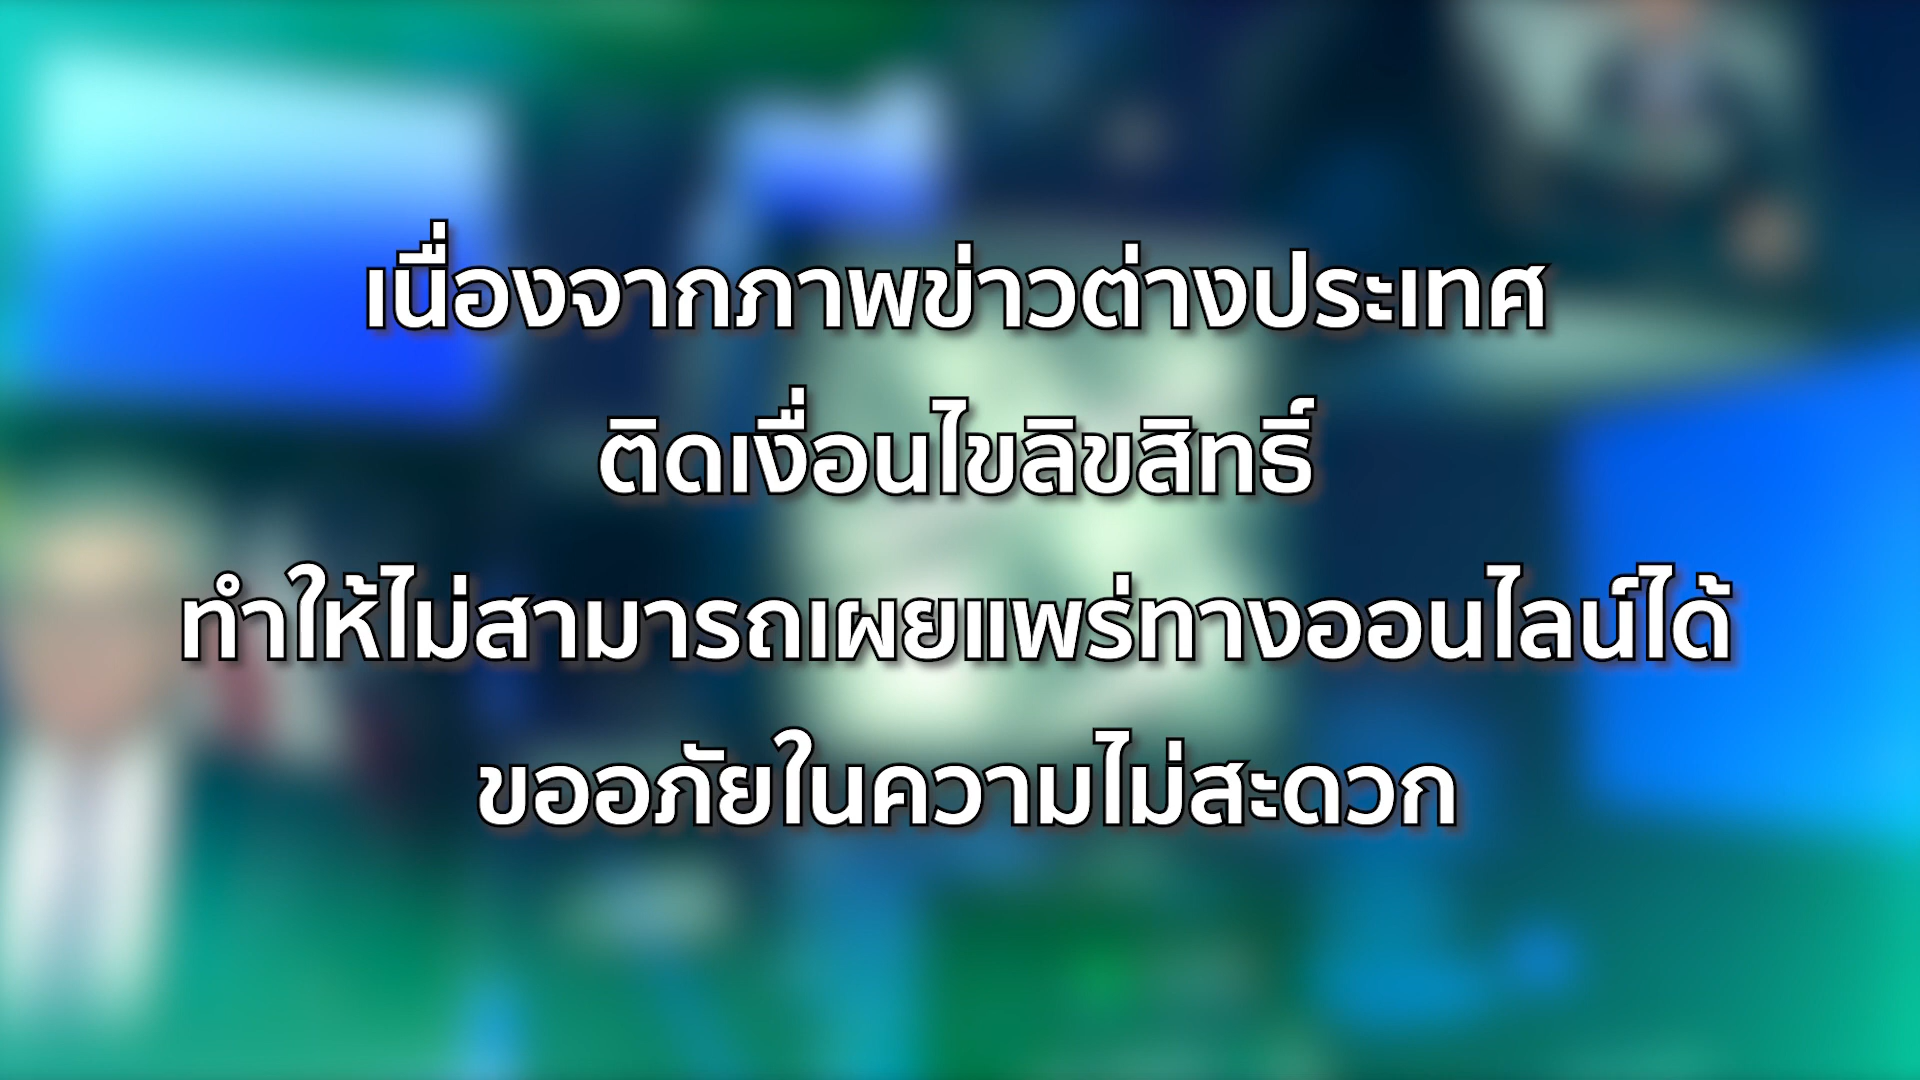 เนื่องจากภาพข่าวต่างประเทศ
ติดเงื่อนไขลิขสิทธิ์
ทำให้ไม่สามารถเผยแพร่ทางออนไลน์ได้
ขออภัยในความไม่สะดวก